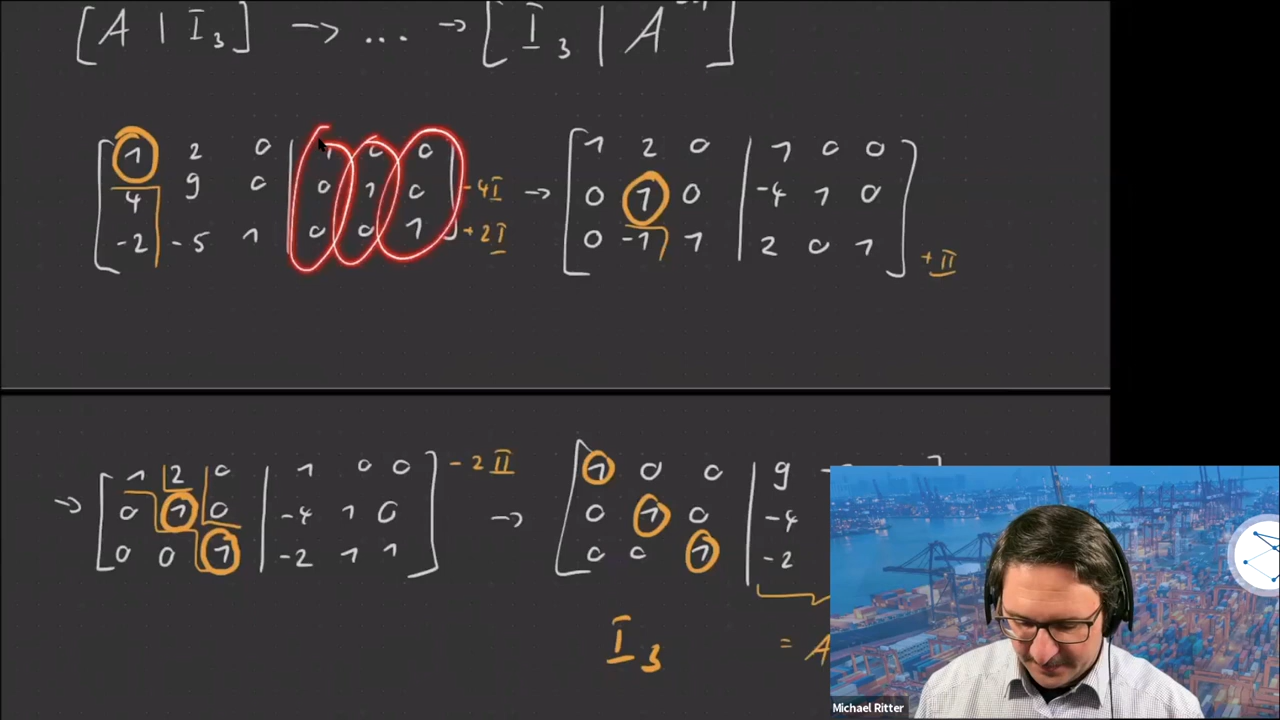 [A | I₃] → ... → [I₃ | A
1 2 0 | 1 0 0
4 9 0 | 0 1 0 -4I
-2 -5 1 | 0 0 1 +2I
→ 1 2 0 | 1 0 0
0 1 0 | -4 1 0
0 -1 1 | 2 0 1 +II
→ 1 2 0 | 1 0 0 -2II
0 1 0 | -4 1 0
0 0 1 | -2 1 1
→ 1 0 0 | 9
0 1 0 | -4
0 0 1 | -2
I₃ = A
Michael Ritter